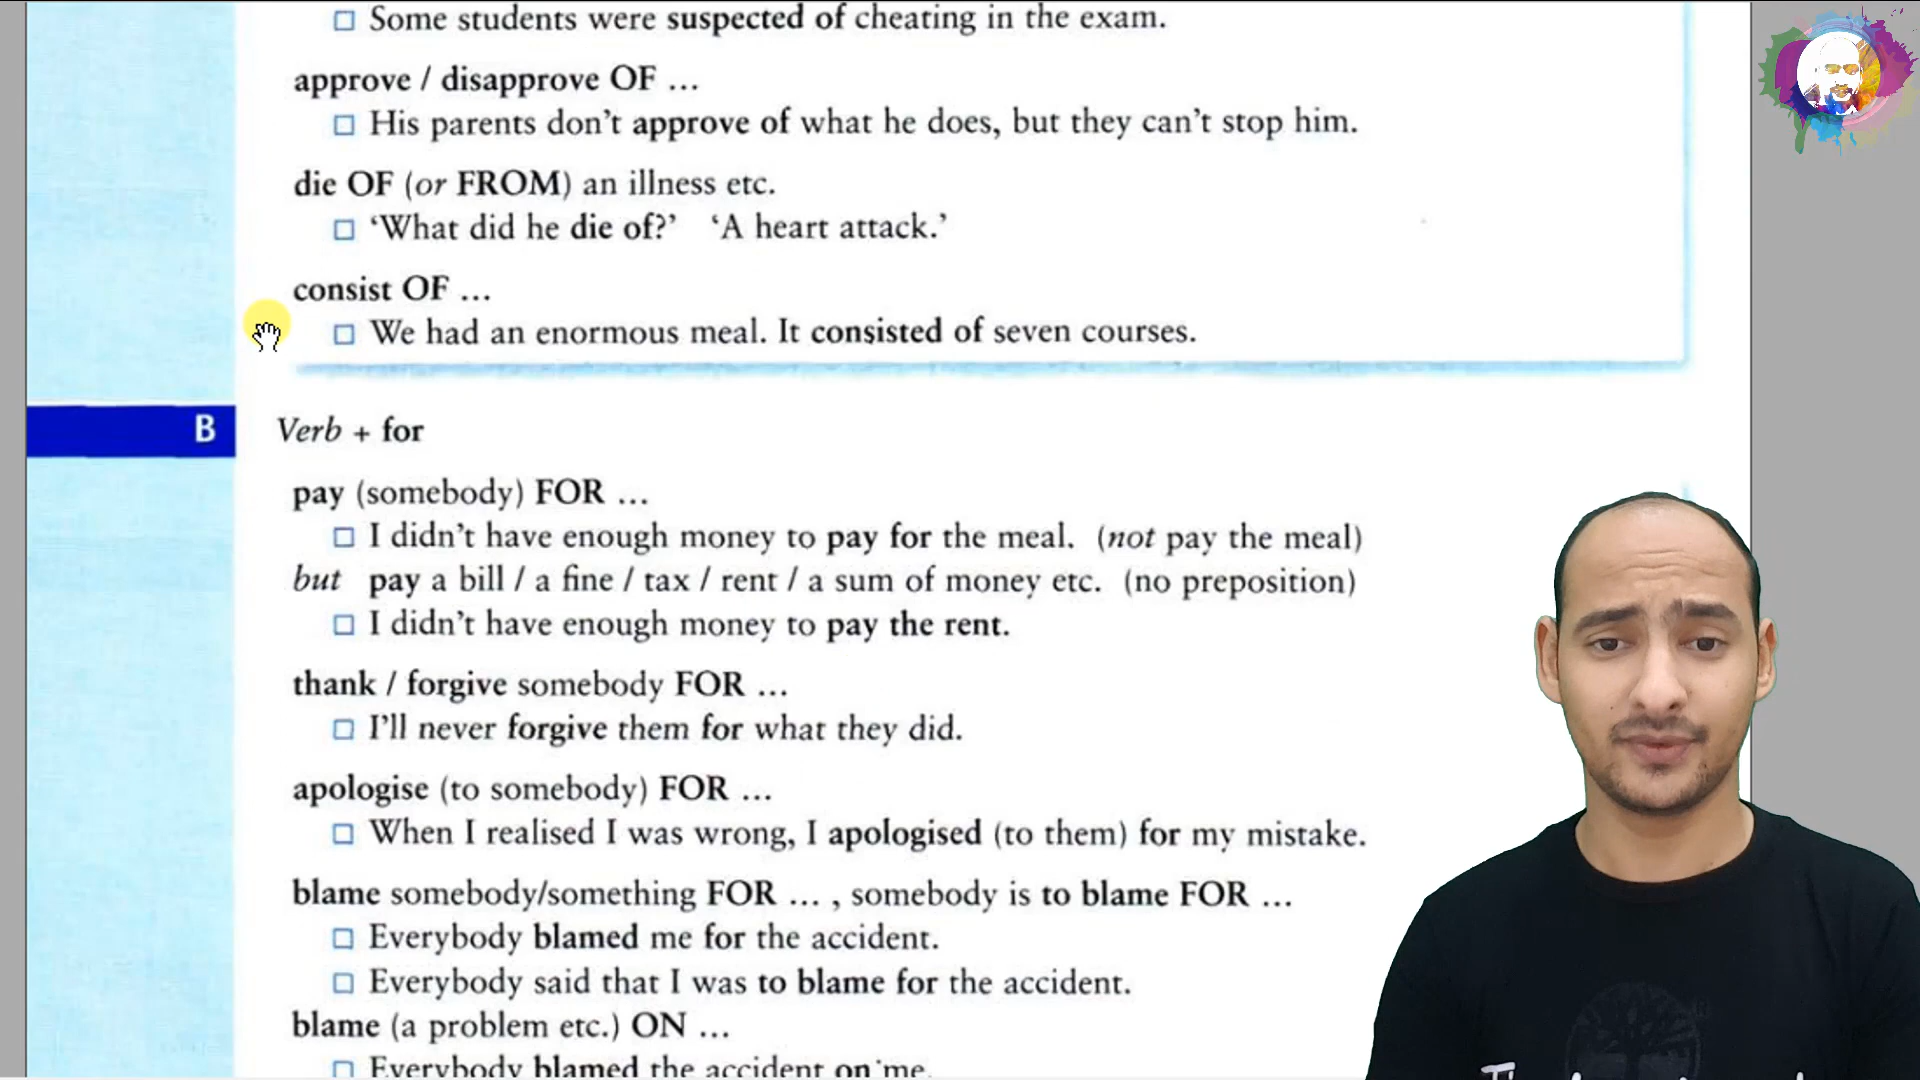 Some students were suspected of cheating in the exam.
approve / disapprove OF ...
His parents don't approve of what he does, but they can't stop him.
die OF (or FROM) an illness etc.
‘What did he die of?’ ‘A heart attack.’
consist OF ...
We had an enormous meal. It consisted of seven courses.
B Verb + for
pay (somebody) FOR ...
I didn't have enough money to pay for the meal. (not pay the meal)
but pay a bill / a fine / tax / rent / a sum of money etc. (no preposition)
I didn't have enough money to pay the rent.
thank / forgive somebody FOR ...
I'll never forgive them for what they did.
apologise (to somebody) FOR ...
When I realised I was wrong, I apologised (to them) for my mistake.
blame somebody/something FOR ... , somebody is to blame FOR ...
Everybody blamed me for the accident.
Everybody said that I was to blame for the accident.
blame (a problem etc.) ON ...
Everybody blamed the accident on me.